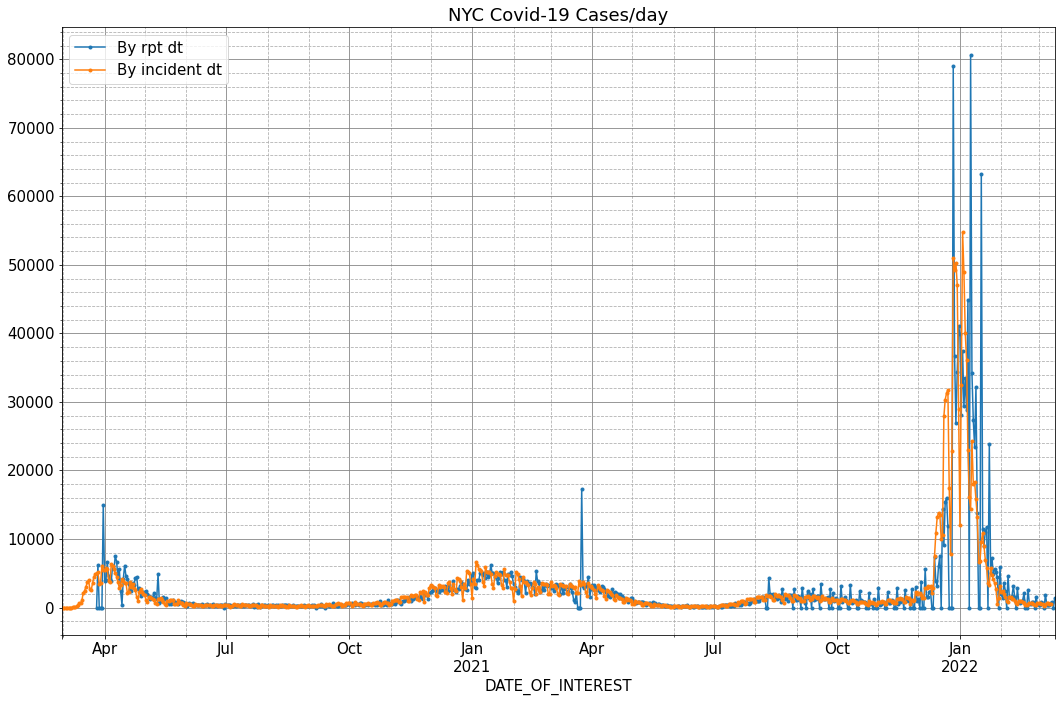 NYC Covid-19 Cases/day
By rpt dt
By incident dt
80000
70000
60000
50000
40000
30000
20000
10000
0
Apr Jul Oct Jan Apr Jul Oct Jan
2021 2022
DATE_OF_INTEREST